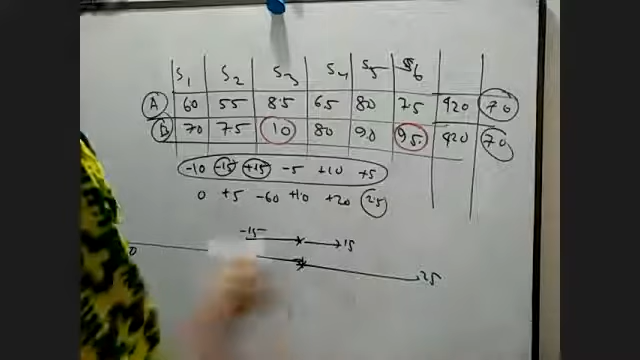 S1 S2 S3 S4 S5 S6
A 60 55 85 65 80 75 420 70
B 70 75 10 80 90 95 420 70
-10 -15 +15 -5 +10 +5
0 +5 -60 +10 +20 25
-15 15
0 25